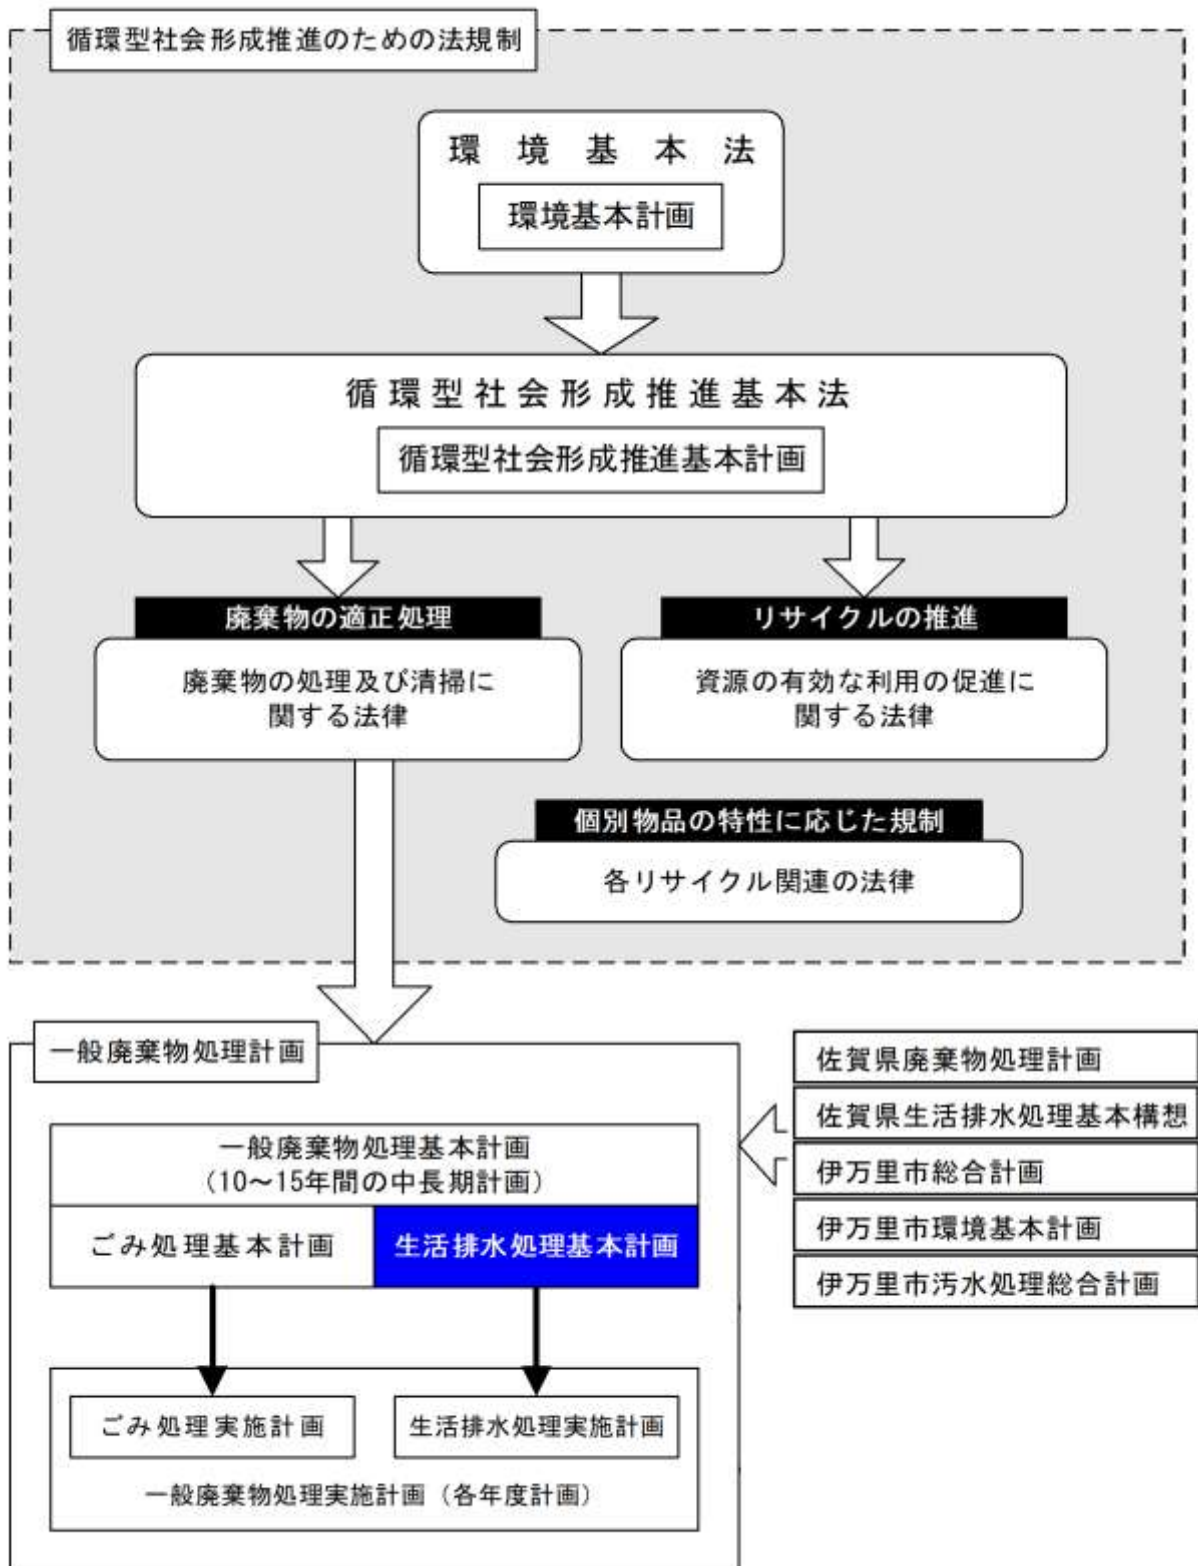 循環型社会形成推進のための法規制
環境基本法
環境基本計画
循環型社会形成推進基本法
循環型社会形成推進基本計画
廃棄物の適正処理
廃棄物の処理及び清掃に
関する法律
リサイクルの推進
資源の有効な利用の促進に
関する法律
個別物品の特性に応じた規制
各リサイクル関連の法律
一般廃棄物処理計画
一般廃棄物処理基本計画
(10～15年間の中長期計画)
ごみ処理基本計画
生活排水処理基本計画
ごみ処理実施計画
生活排水処理実施計画
一般廃棄物処理実施計画(各年度計画)
佐賀県廃棄物処理計画
佐賀県生活排水処理基本構想
伊万里市総合計画
伊万里市環境基本計画
伊万里市汚水処理総合計画